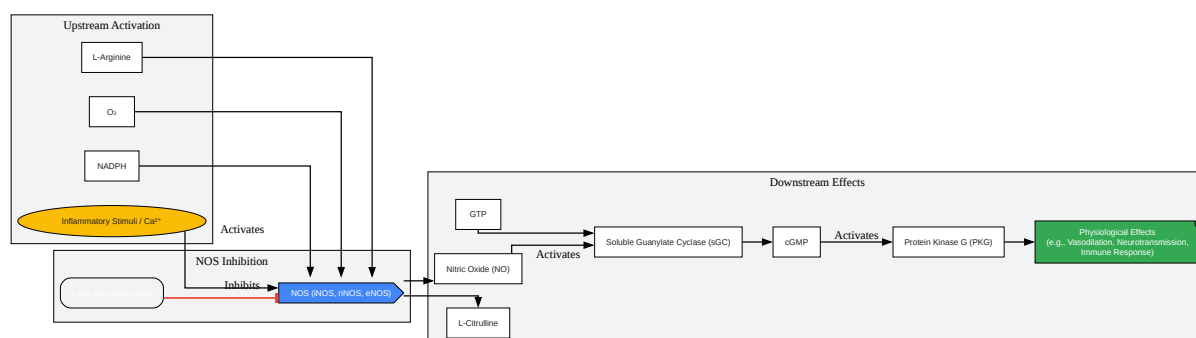 Upstream Activation
L-Arginine
O₂
NADPH
Inflammatory Stimuli / Ca²⁺
Activates
NOS Inhibition
Inhibits
NOS (iNOS, nNOS, eNOS)
Downstream Effects
GTP
Nitric Oxide (NO)
Activates
L-Citrulline
Soluble Guanylate Cyclase (sGC)
cGMP
Activates
Protein Kinase G (PKG)
Physiological Effects
(e.g., Vasodilation, Neurotransmission,
Immune Response)